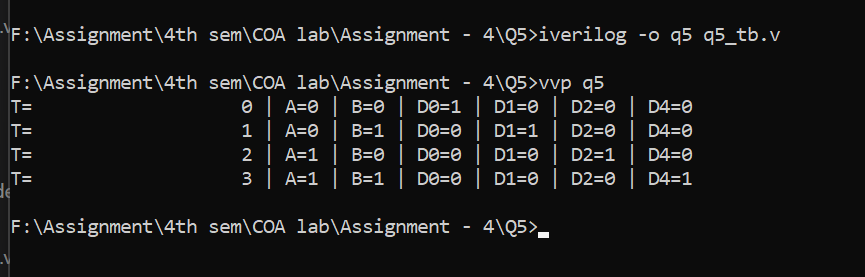 F:\Assignment\4th sem\COA lab\Assignment - 4\Q5>iverilog -o q5 q5_tb.v
F:\Assignment\4th sem\COA lab\Assignment - 4\Q5>vvp q5
T=                   0 | A=0 | B=0 | D0=1 | D1=0 | D2=0 | D4=0
T=                   1 | A=0 | B=1 | D0=0 | D1=1 | D2=0 | D4=0
T=                   2 | A=1 | B=0 | D0=0 | D1=0 | D2=1 | D4=0
T=                   3 | A=1 | B=1 | D0=0 | D1=0 | D2=0 | D4=1
F:\Assignment\4th sem\COA lab\Assignment - 4\Q5>